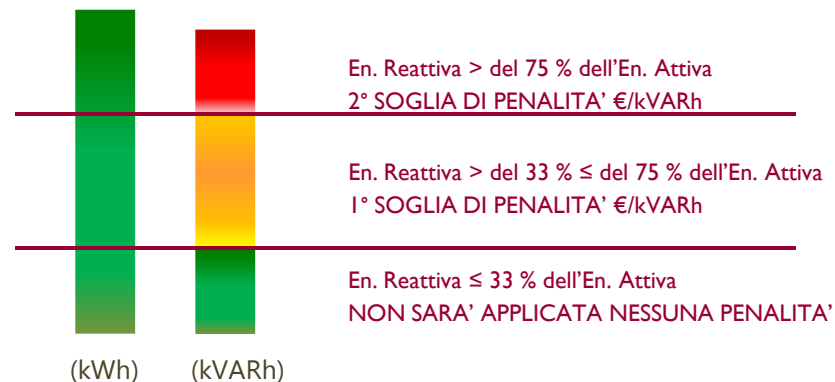 En. Reattiva > del 75 % dell’En. Attiva
2° SOGLIA DI PENALITA’ €/kVARh
En. Reattiva > del 33 % ≤ del 75 % dell’En. Attiva
1° SOGLIA DI PENALITA’ €/kVARh
En. Reattiva ≤ 33 % dell’En. Attiva
NON SARA’ APPLICATA NESSUNA PENALITA’
(kWh) (kVARh)